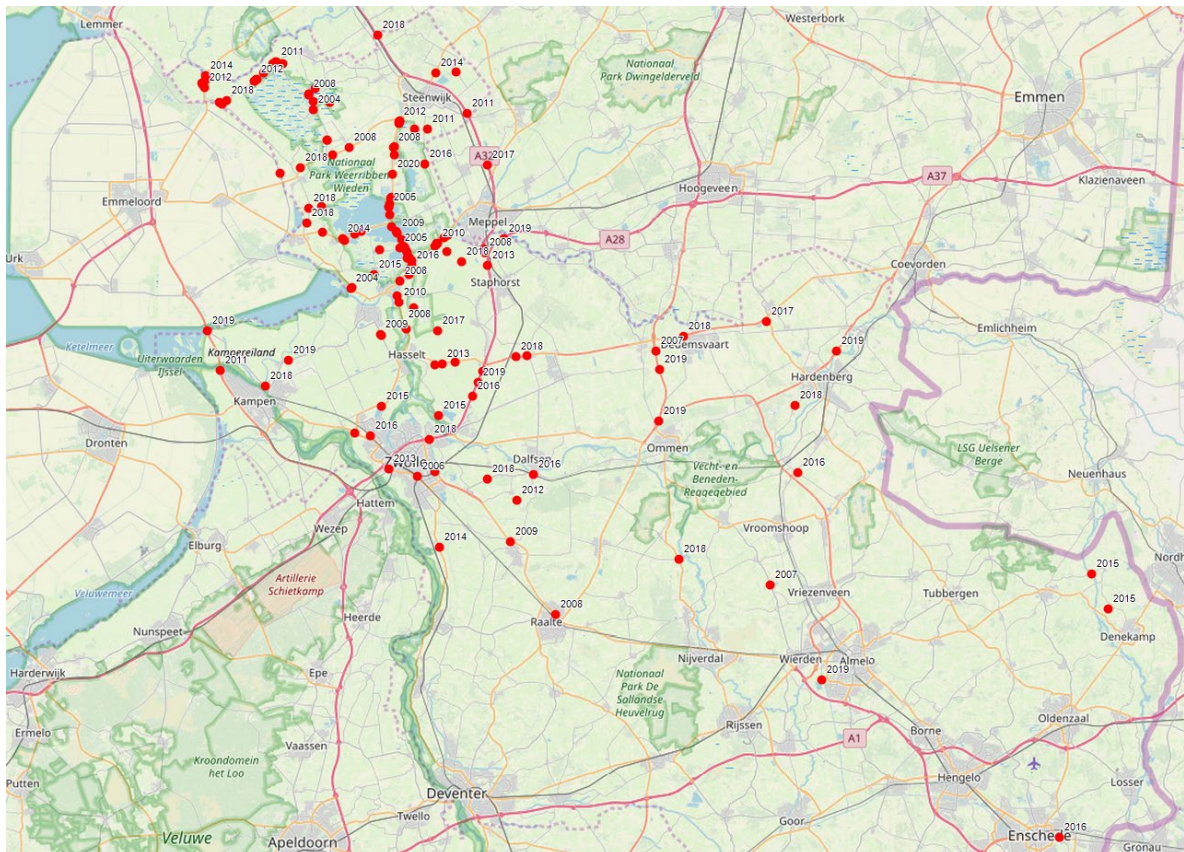 Lemmer
2018
Westerbork
2011
2014
2012
2012
2014
Nationaal
Park Dwingelderveld
2018
2008
2004
Steenwijk
Emmen
2011
2012
2011
2008
2008
Nationaal
Park Weerribben
Wieden
2018
2020
2016
A32
2017
A37
Klazienaveen
Hoogeveen
Emmeloord
2005
2018
2018
2009
Meppel
2014
2005
2010
2008
2019
A28
2016
2018
2013
Urk
2015
2008
Coevorden
2004
Staphorst
2010
2008
2019
2009
2017
2017
Emlichheim
Ketelmeer
Kampereiland
2018
Uiterwaarden
IJssel
Hasselt
2007
Dedemsvaart
2011
2019
2013
2018
2019
2019
2019
Hardenberg
2018
2016
Kampen
2015
2015
2018
Dronten
2016
2018
2019
Ommen
LSG Uelsener
Berge
Zwolle
2013
2006
2018
Dalfsen
2016
Vecht- en
Beneden-
Reggegebied
2016
Neuenhaus
Hattem
2012
Wezep
Vroomshoop
Elburg
2014
2009
2018
Artillerie
Schietkamp
2015
Veluwemeer
2007
Vriezenveen
Tubbergen
2015
Nunspeet
Heerde
2008
Raalte
Denekamp
Harderwijk
Epe
Nijverdal
Wierden
Almelo
2019
Nationaal
Park De
Sallandse
Heuvelrug
Ermelo
Rijssen
Oldenzaal
Vaassen
A1
Borne
Kroondomein
het Loo
Putten
Hengelo
Losser
Deventer
Twello
Goor
Veluwe
Apeldoorn
Enschede
2016
Gronau